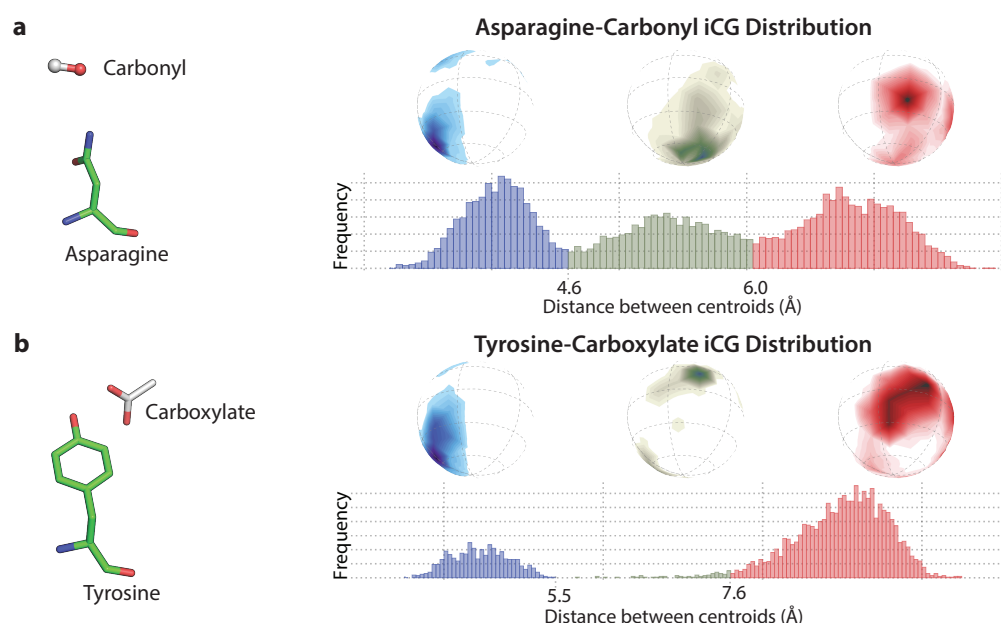 a
Asparagine-Carbonyl iCG Distribution
Carbonyl
Asparagine
Frequency
4.6
6.0
Distance between centroids (Å)
b
Tyrosine-Carboxylate iCG Distribution
Carboxylate
Tyrosine
Frequency
5.5
7.6
Distance between centroids (Å)